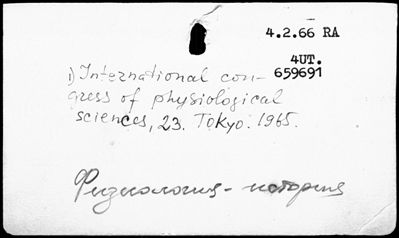 4.2.66 RA
4UT.
659691
1) International con-
gress of physiological
sciences, 23. Tokyo. 1965.
Физиология - история